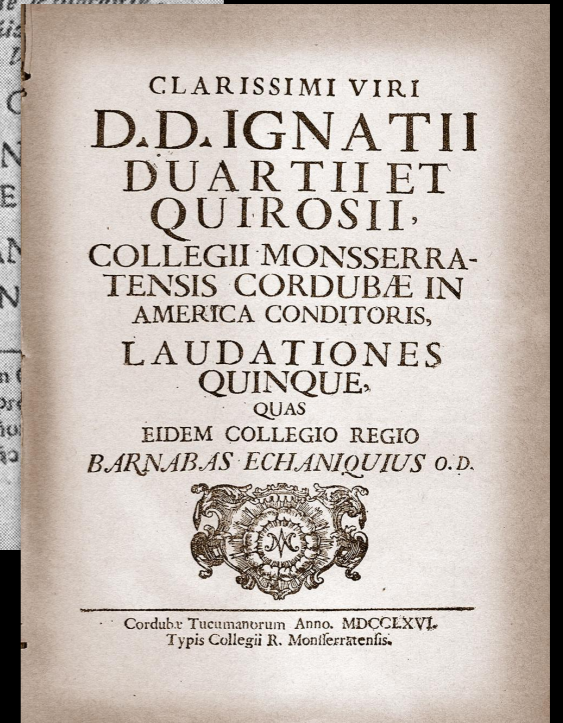 CLARISSIMI VIRI
D.D. IGNATII
DUARTII ET
QUIROSII,
COLLEGII MONSSERRA-
TENSIS CORDUBÆ IN
AMERICA CONDITORIS,
LAUDATIONES
QUINQUE,
QUAS
EIDEM COLLEGIO REGIO
BARNABAS ECHANIQUIUS O.D.
Cordubæ Tucumanorum Anno. MDCCLXVI.
Typis Collegii R. Monſſerratenſis.